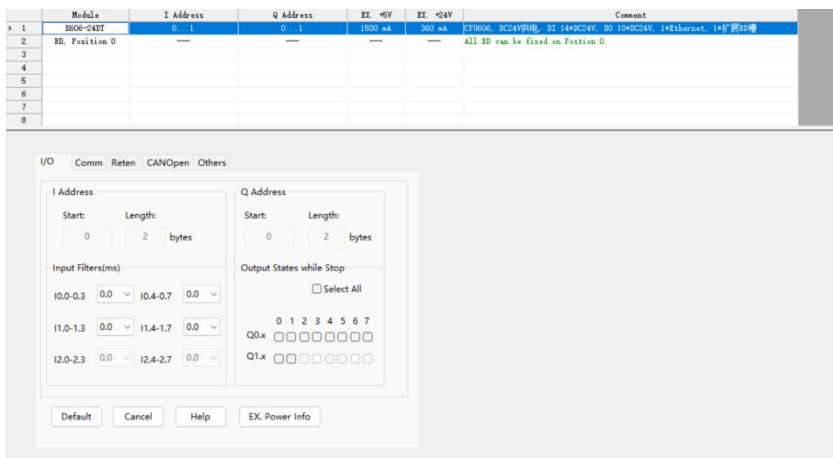 Module I Address Q Address EX. +5V EX. +24V Comment
1 K606-24DT 0...1 0...1 1500 mA 360 mA CPU606, DC24V供电, DI 14*DC24V, DO 10*DC24V, 1*Ethernet, 1*扩展BD槽
2 BD, Position 0 All BD can be fixed on Postion 0.
3
4
5
6
7
8
I/O Comm Reten CANOpen Others
I Address Q Address
Start: Length: Start: Length:
0 2 bytes 0 2 bytes
Input Filters(ms) Output States while Stop
Select All
I0.0-0.3 0.0 I0.4-0.7 0.0
0 1 2 3 4 5 6 7
I1.0-1.3 0.0 I1.4-1.7 0.0 Q0.x
I2.0-2.3 0.0 I2.4-2.7 0.0 Q1.x
Default Cancel Help EX. Power Info